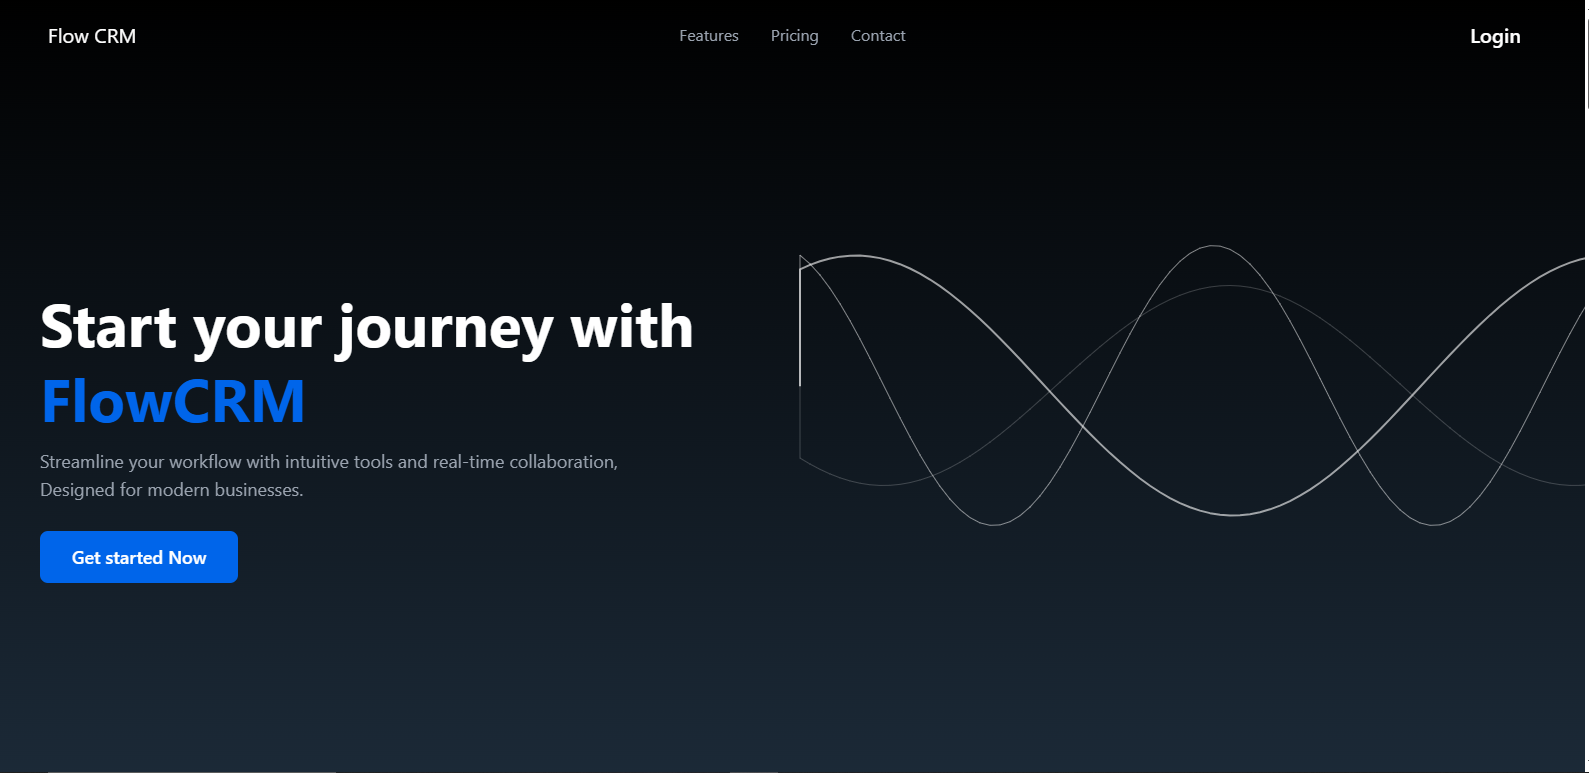 Flow CRM
Features
Pricing
Contact
Login
Start your journey with
FlowCRM
Streamline your workflow with intuitive tools and real-time collaboration,
Designed for modern businesses.
Get started Now